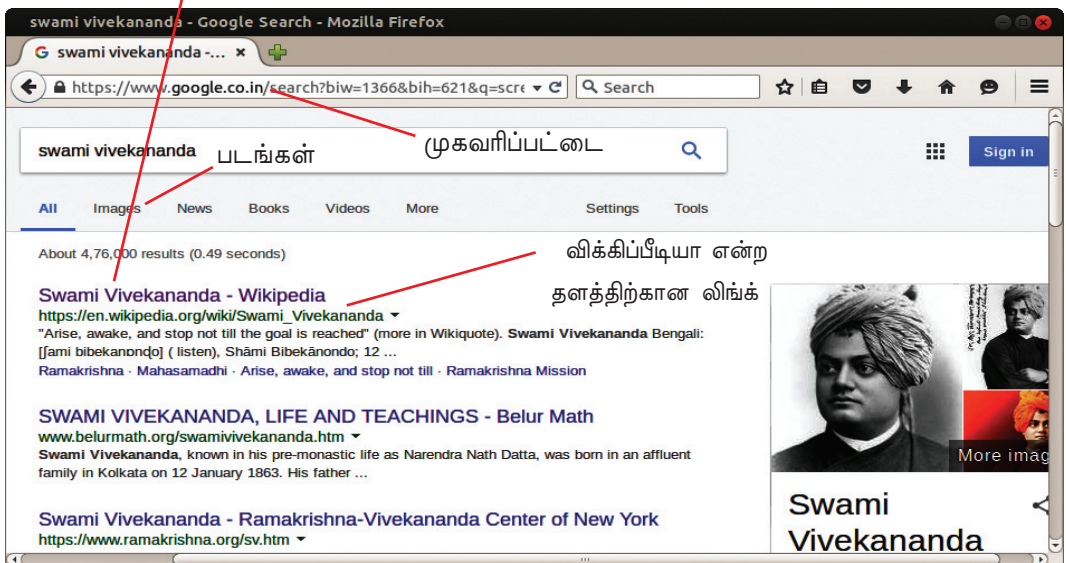 swami vivekananda - Google Search - Mozilla Firefox
swami vivekananda -...
https://www.google.co.in/search?biw=1366&bih=621&q=scre
Search
swami vivekananda
படங்கள்
முகவரிப்பட்டை
Sign in
All Images News Books Videos More Settings Tools
About 4,76,000 results (0.49 seconds)
விக்கிப்பீடியா என்ற
தளத்திற்கான லிங்க்
Swami Vivekananda - Wikipedia
https://en.wikipedia.org/wiki/Swami_Vivekananda
"Arise, awake, and stop not till the goal is reached" (more in Wikiquote). Swami Vivekananda Bengali:
[ʃami bibekanɒnɖo] ( listen), Shāmi Bibekānondo; 12 ...
Ramakrishna · Mahasamadhi · Arise, awake, and stop not till · Ramakrishna Mission
SWAMI VIVEKANANDA, LIFE AND TEACHINGS - Belur Math
www.belurmath.org/swamivivekananda.htm
Swami Vivekananda, known in his pre-monastic life as Narendra Nath Datta, was born in an affluent
family in Kolkata on 12 January 1863. His father ...
Swami Vivekananda - Ramakrishna-Vivekananda Center of New York
https://www.ramakrishna.org/sv.htm
More imag
Swami
Vivekananda